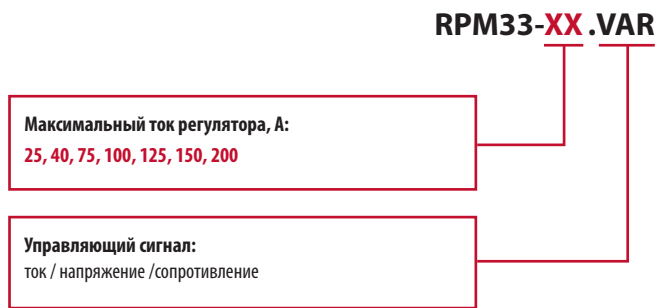 RPM33-XX.VAR
Максимальный ток регулятора, А:
25, 40, 75, 100, 125, 150, 200
Управляющий сигнал:
ток / напряжение /сопротивление